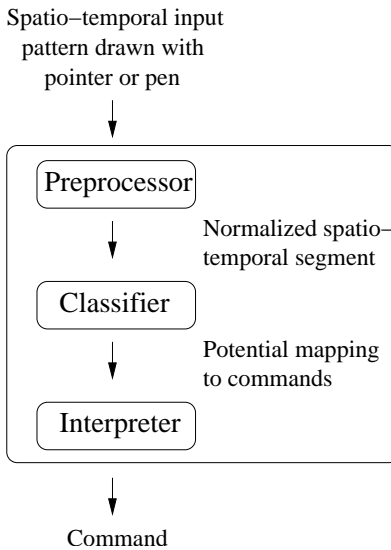 Spatio−temporal input
pattern drawn with
pointer or pen
Preprocessor
Normalized spatio−
temporal segment
Classifier
Potential mapping
to commands
Interpreter
Command